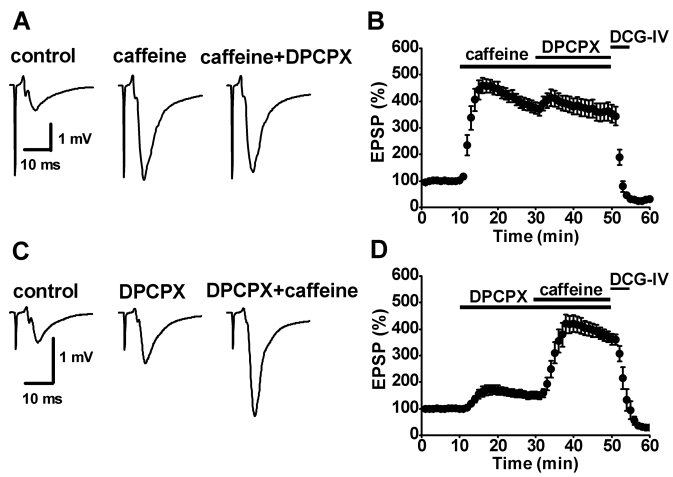 A
control
caffeine
caffeine+DPCPX
1 mV
10 ms
B
DCG-IV
DPCPX
caffeine
600
500
400
300
200
100
0
EPSP (%)
0 10 20 30 40 50 60
Time (min)
C
control
DPCPX
DPCPX+caffeine
1 mV
10 ms
D
DCG-IV
caffeine
DPCPX
600
500
400
300
200
100
0
EPSP (%)
0 10 20 30 40 50 60
Time (min)